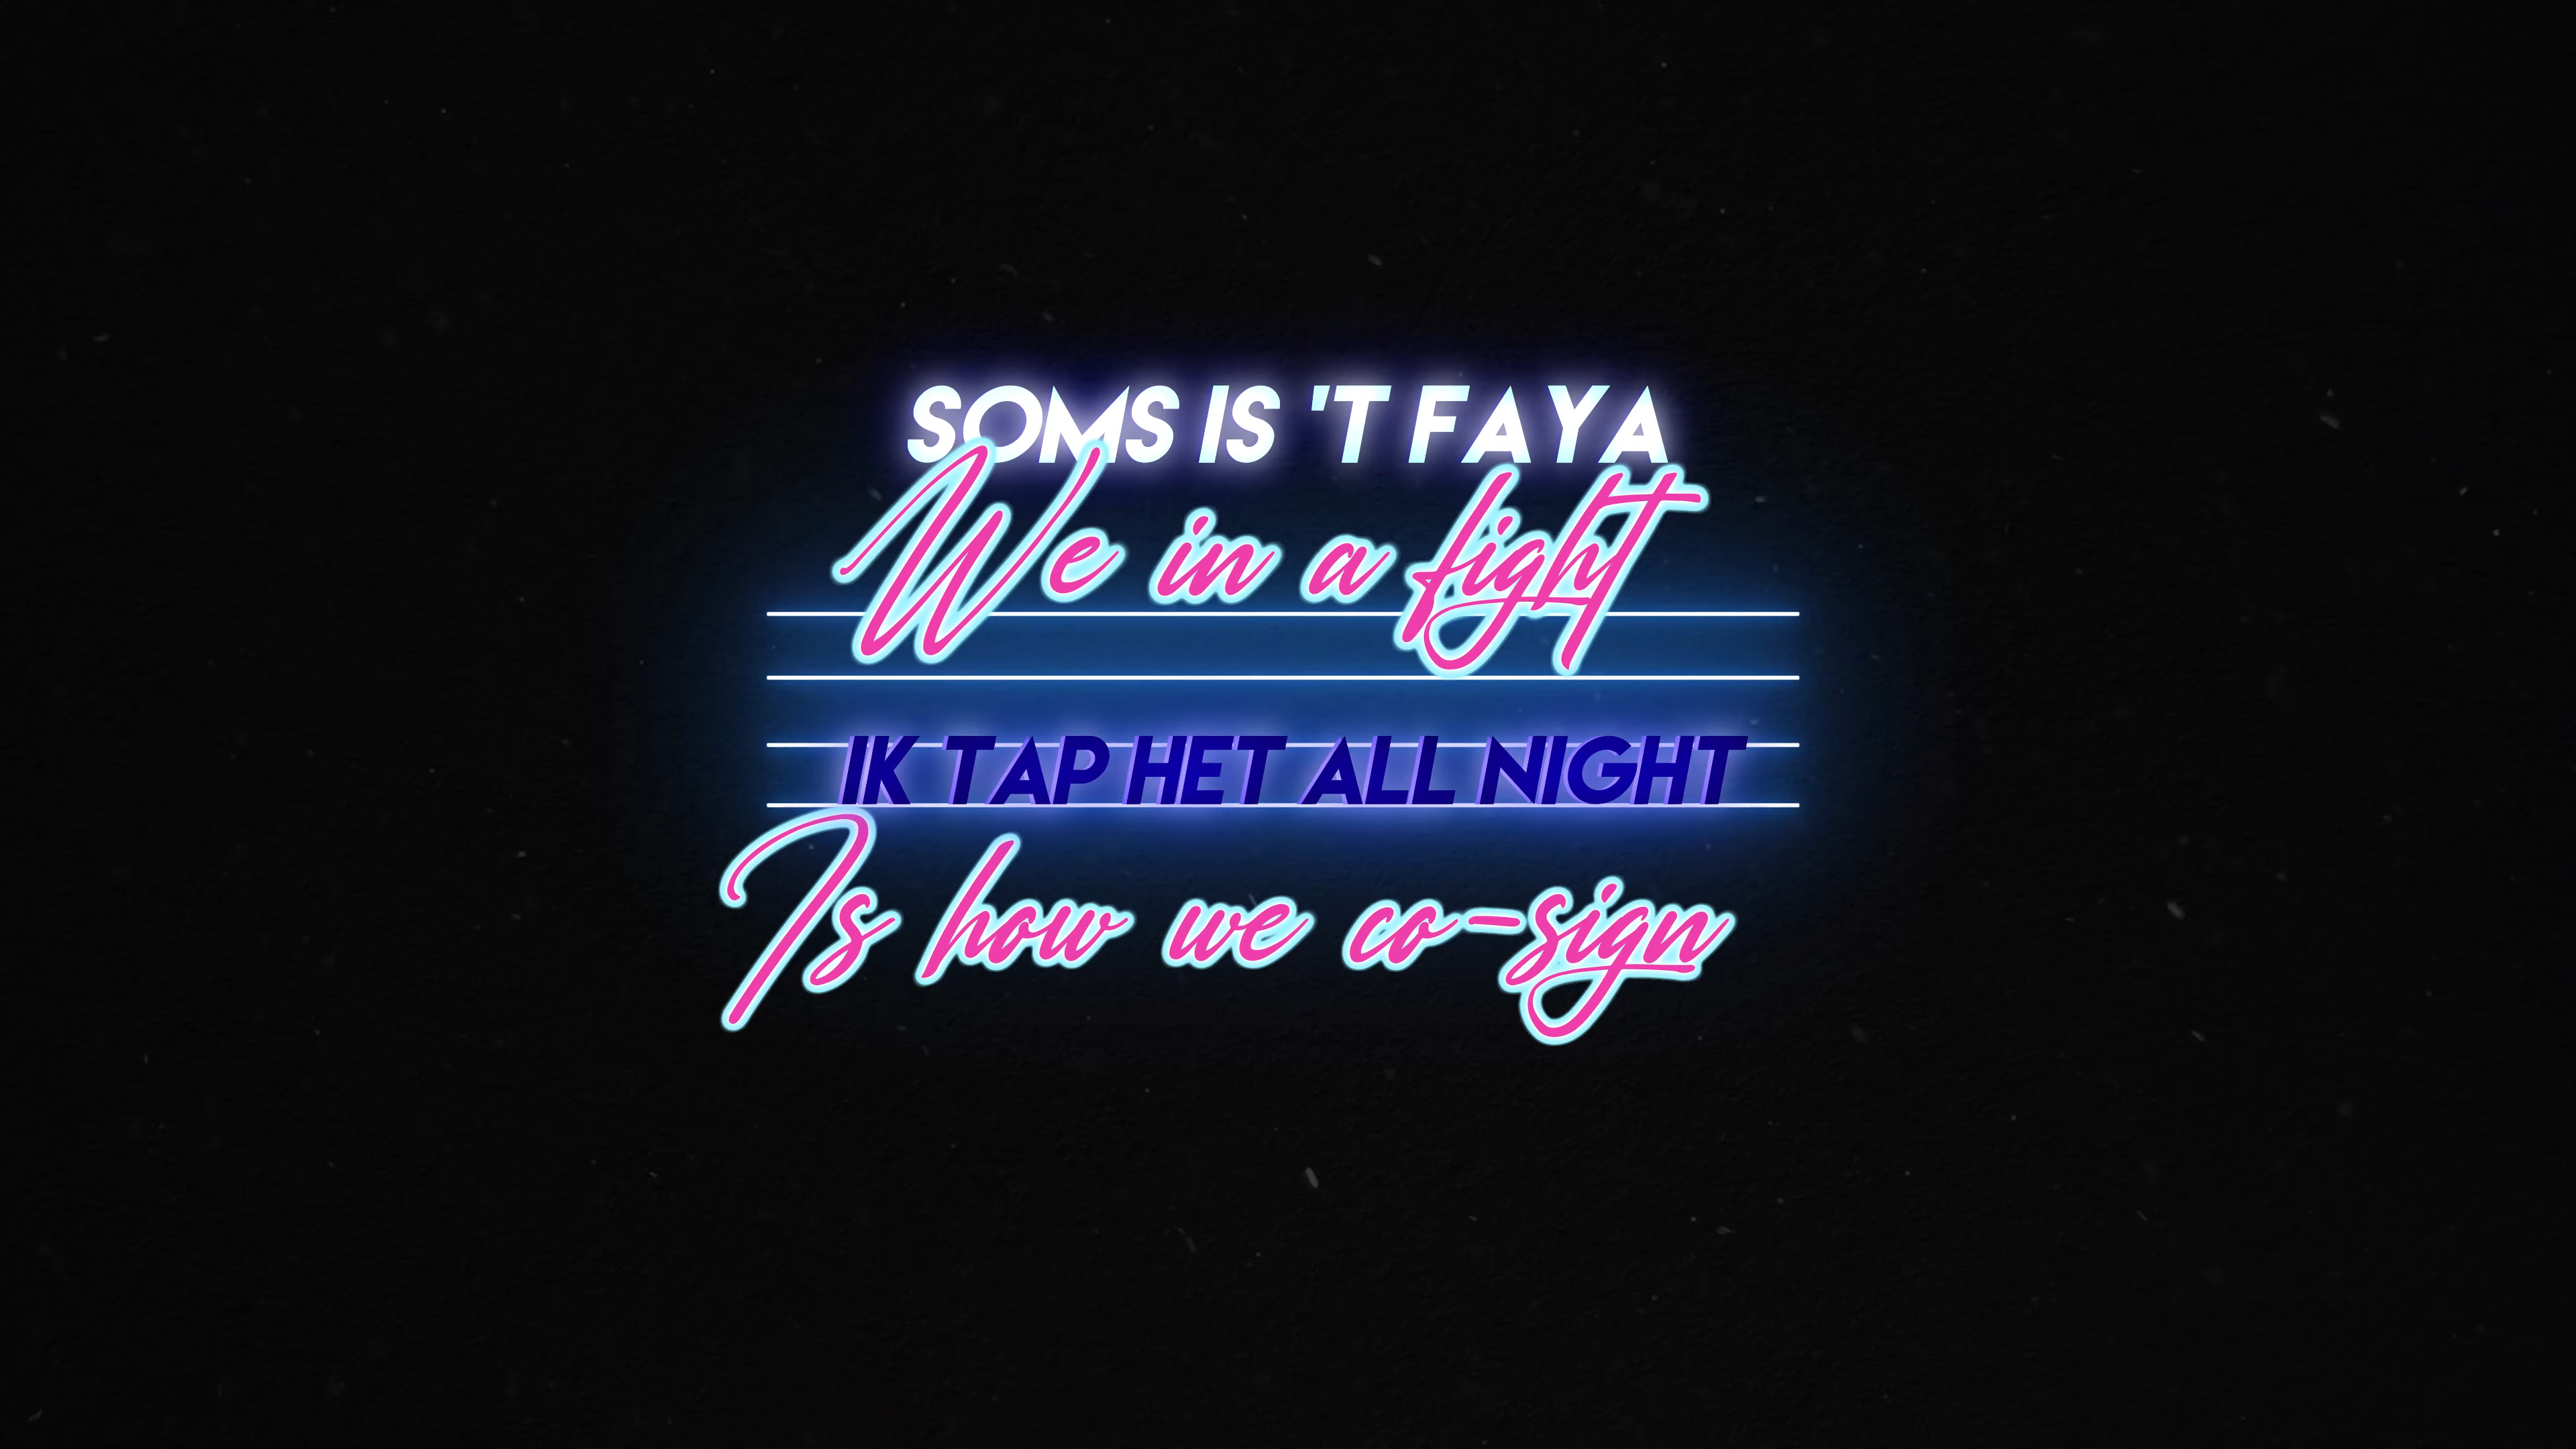 SOMS IS 'T FAYA
We in a fight
IK TAP HET ALL NIGHT
Is how we co-sign